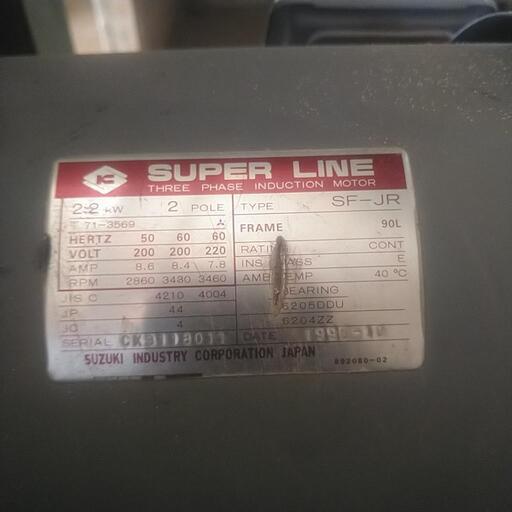 SUPER LINE
THREE PHASE INDUCTION MOTOR
2.2 kW 2 POLE TYPE SF-JR
71-3569 FRAME 90L
HERTZ 50 60 60
VOLT 200 200 220 RATING CONT
AMP 8.6 8.4 7.8 INS CLASS E
RPM 2860 3430 3460 AMB TEMP 40 °C
JIS C 4210 4004 BEARING
JP 44 6205DDU
JC 4 6204ZZ
SERIAL DATE
SUZUKI INDUSTRY CORPORATION JAPAN 892080-02